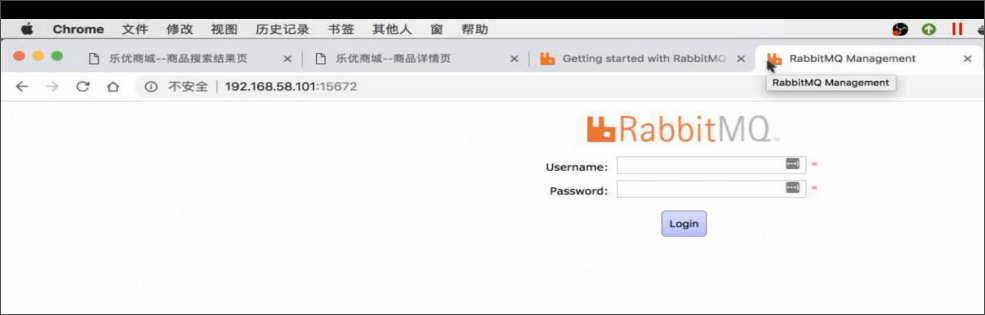 Chrome 文件 修改 视图 历史记录 书签 其他人 窗 帮助
乐优商城--商品搜索结果页 乐优商城--商品详情页 Getting started with RabbitMQ RabbitMQ Management
不安全 192.168.58.101:15672 RabbitMQ Management
RabbitMQ
Username: *
Password: *
Login